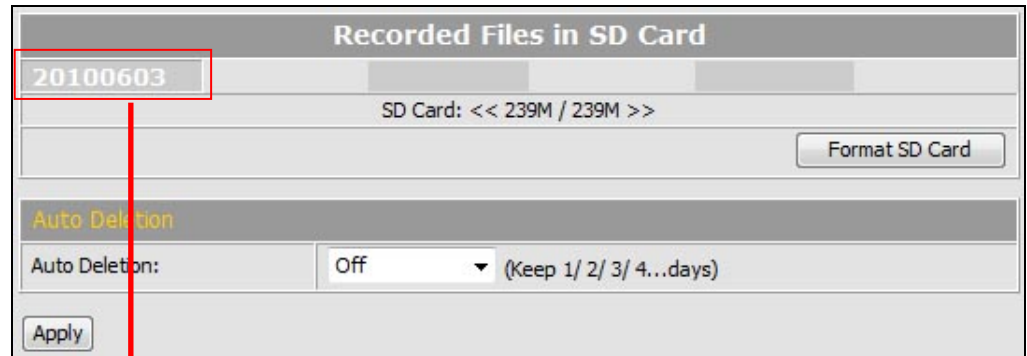 Recorded Files in SD Card
20100603
SD Card: << 239M / 239M >>
Format SD Card
Auto Deletion
Auto Deletion: Off (Keep 1/ 2/ 3/ 4...days)
Apply